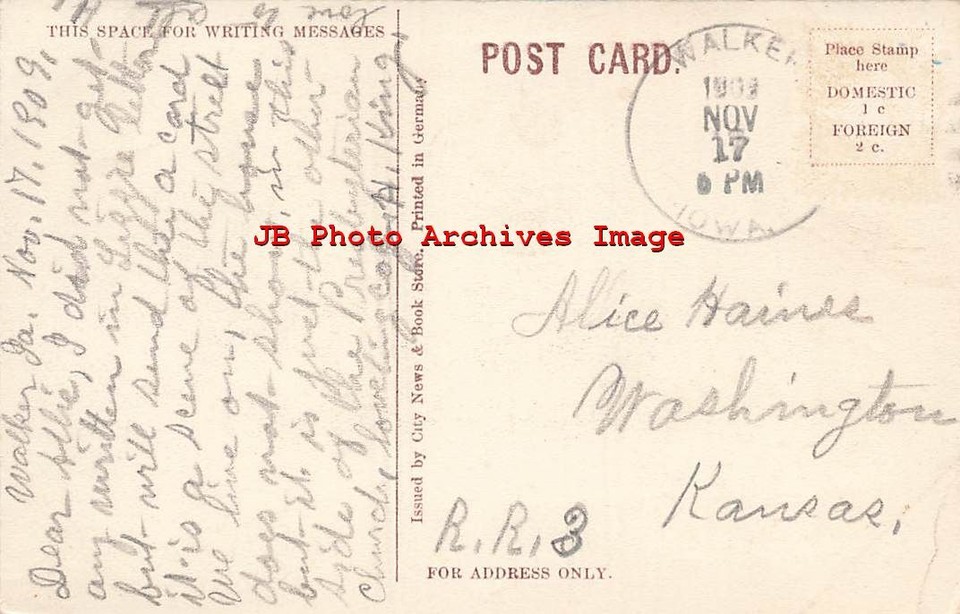 THIS SPACE FOR WRITING MESSAGES
POST CARD.
WALKER
1909
NOV
17
6 PM
IOWA.
Place Stamp
here
DOMESTIC
1 c
FOREIGN
2 c.
Walker Ia. Nov. 17. 1909,
Dear Allie, I did not get
any written in Effie letter
but will send they a card
it is a scene of the street
we live on, the house
does not show, in this
but it is just the other
side of the Presbyterian
Church,
Issued by City News & Book Store. Printed in Germany
JB Photo Archives Image
Alice Haines
Washington
Kansas,
R.R. 3
FOR ADDRESS ONLY.